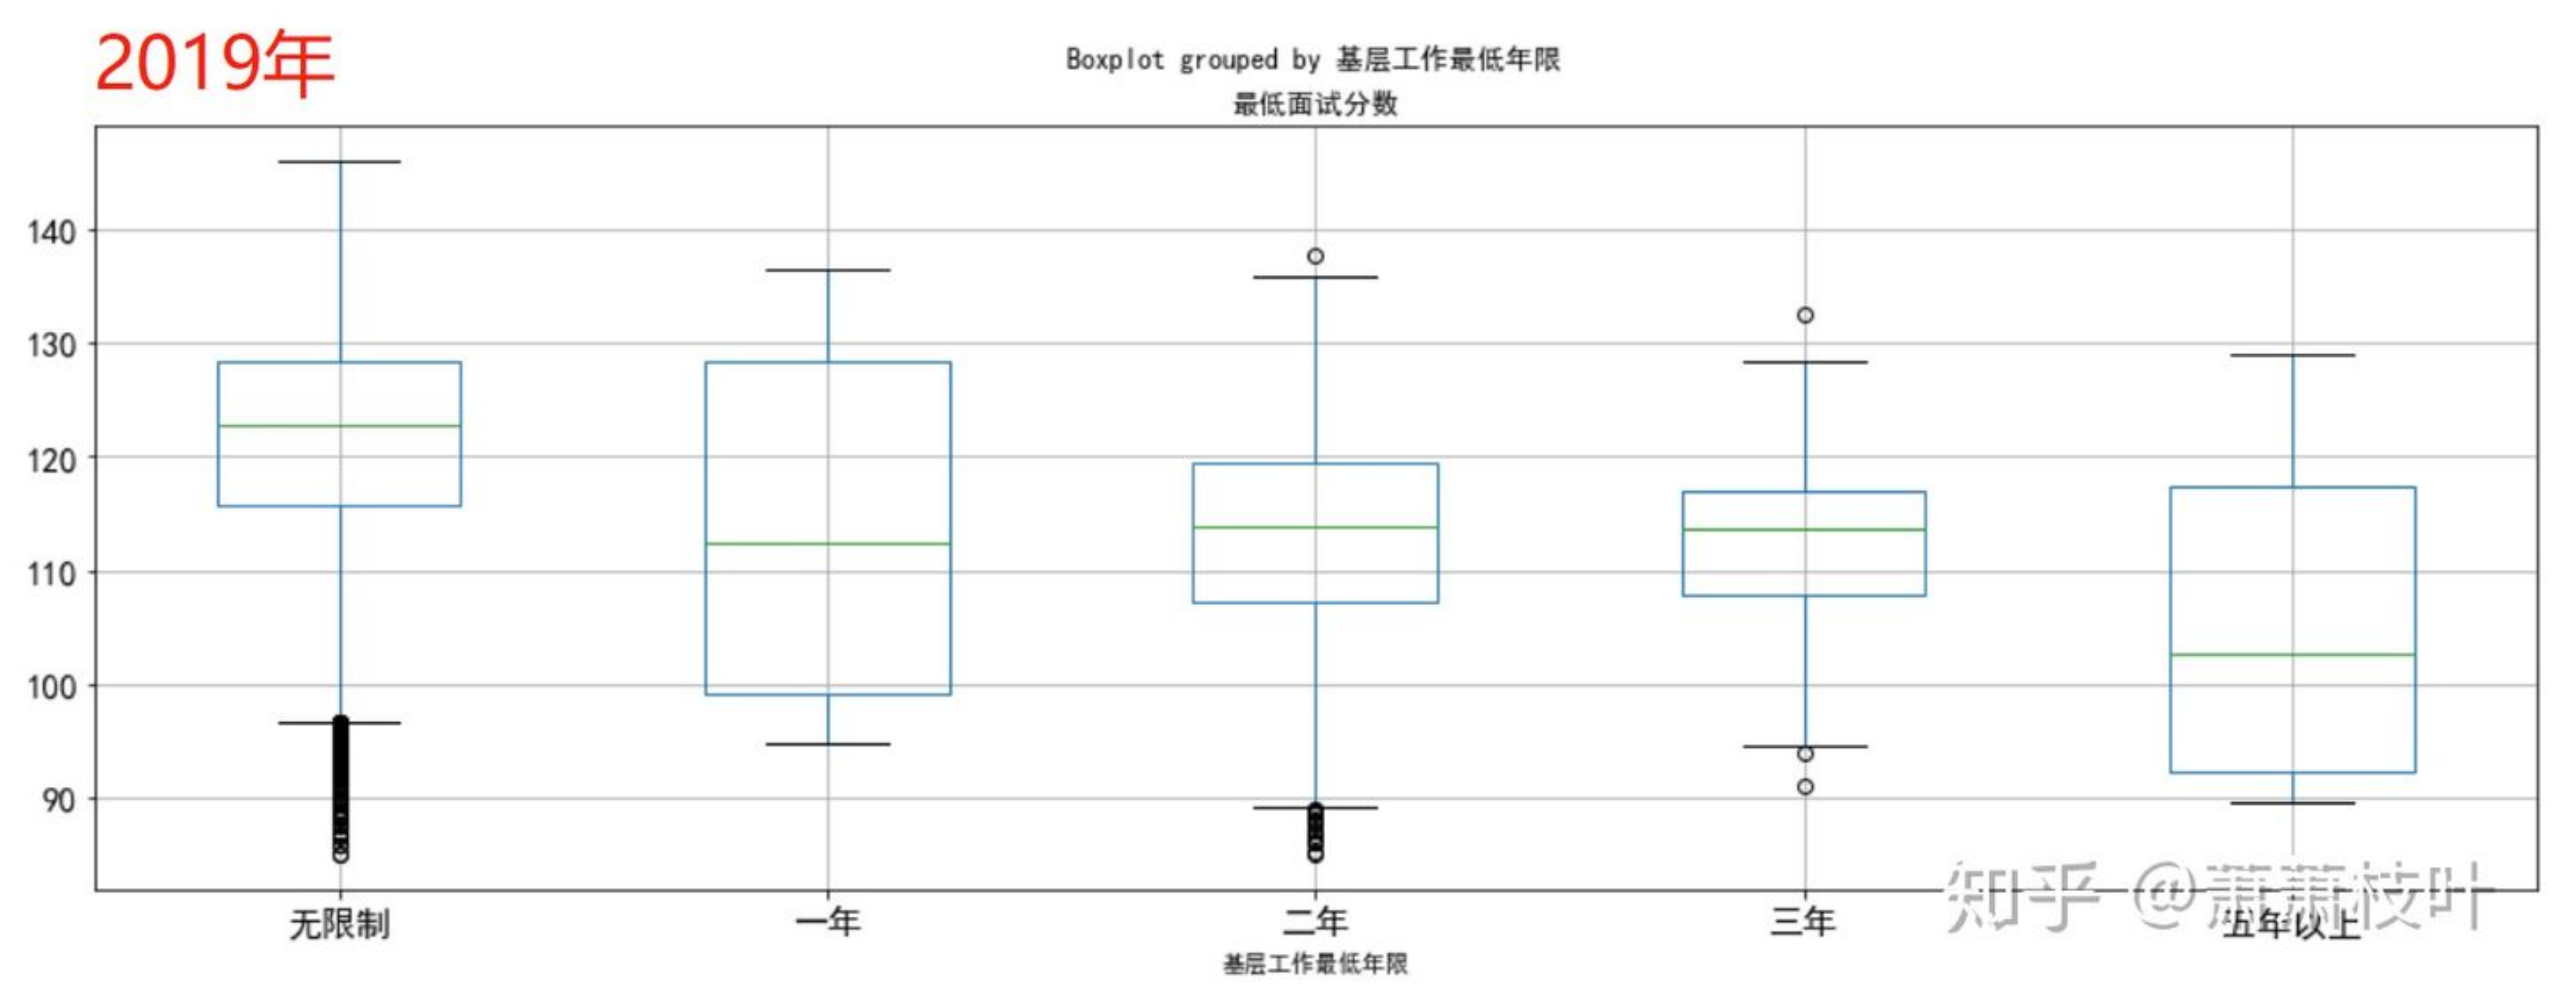 2019年
Boxplot grouped by 基层工作最低年限
最低面试分数
140
130
120
110
100
90
无限制
一年
二年
三年
五年以上
基层工作最低年限
知乎 @萧萧枝叶